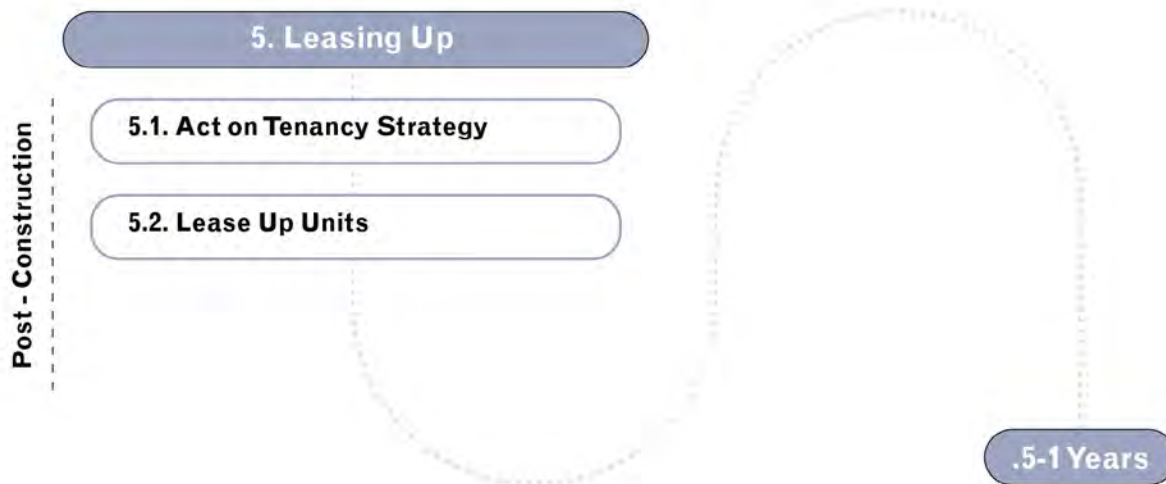 5. Leasing Up
5.1. Act on Tenancy Strategy
5.2. Lease Up Units
Post - Construction
.5-1 Years